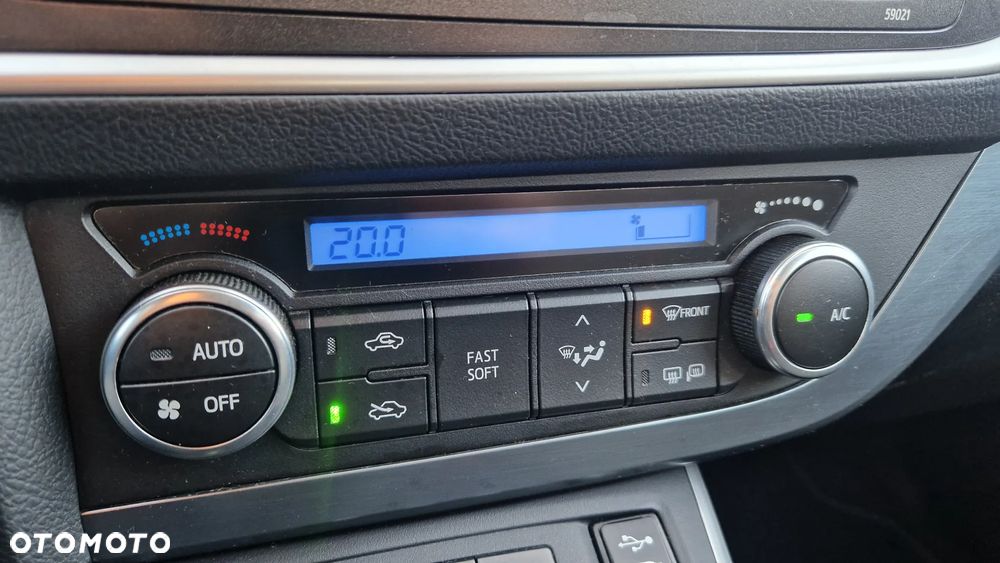 59021
20.0
AUTO
OFF
FAST
SOFT
FRONT
A/C
OTOMOTO